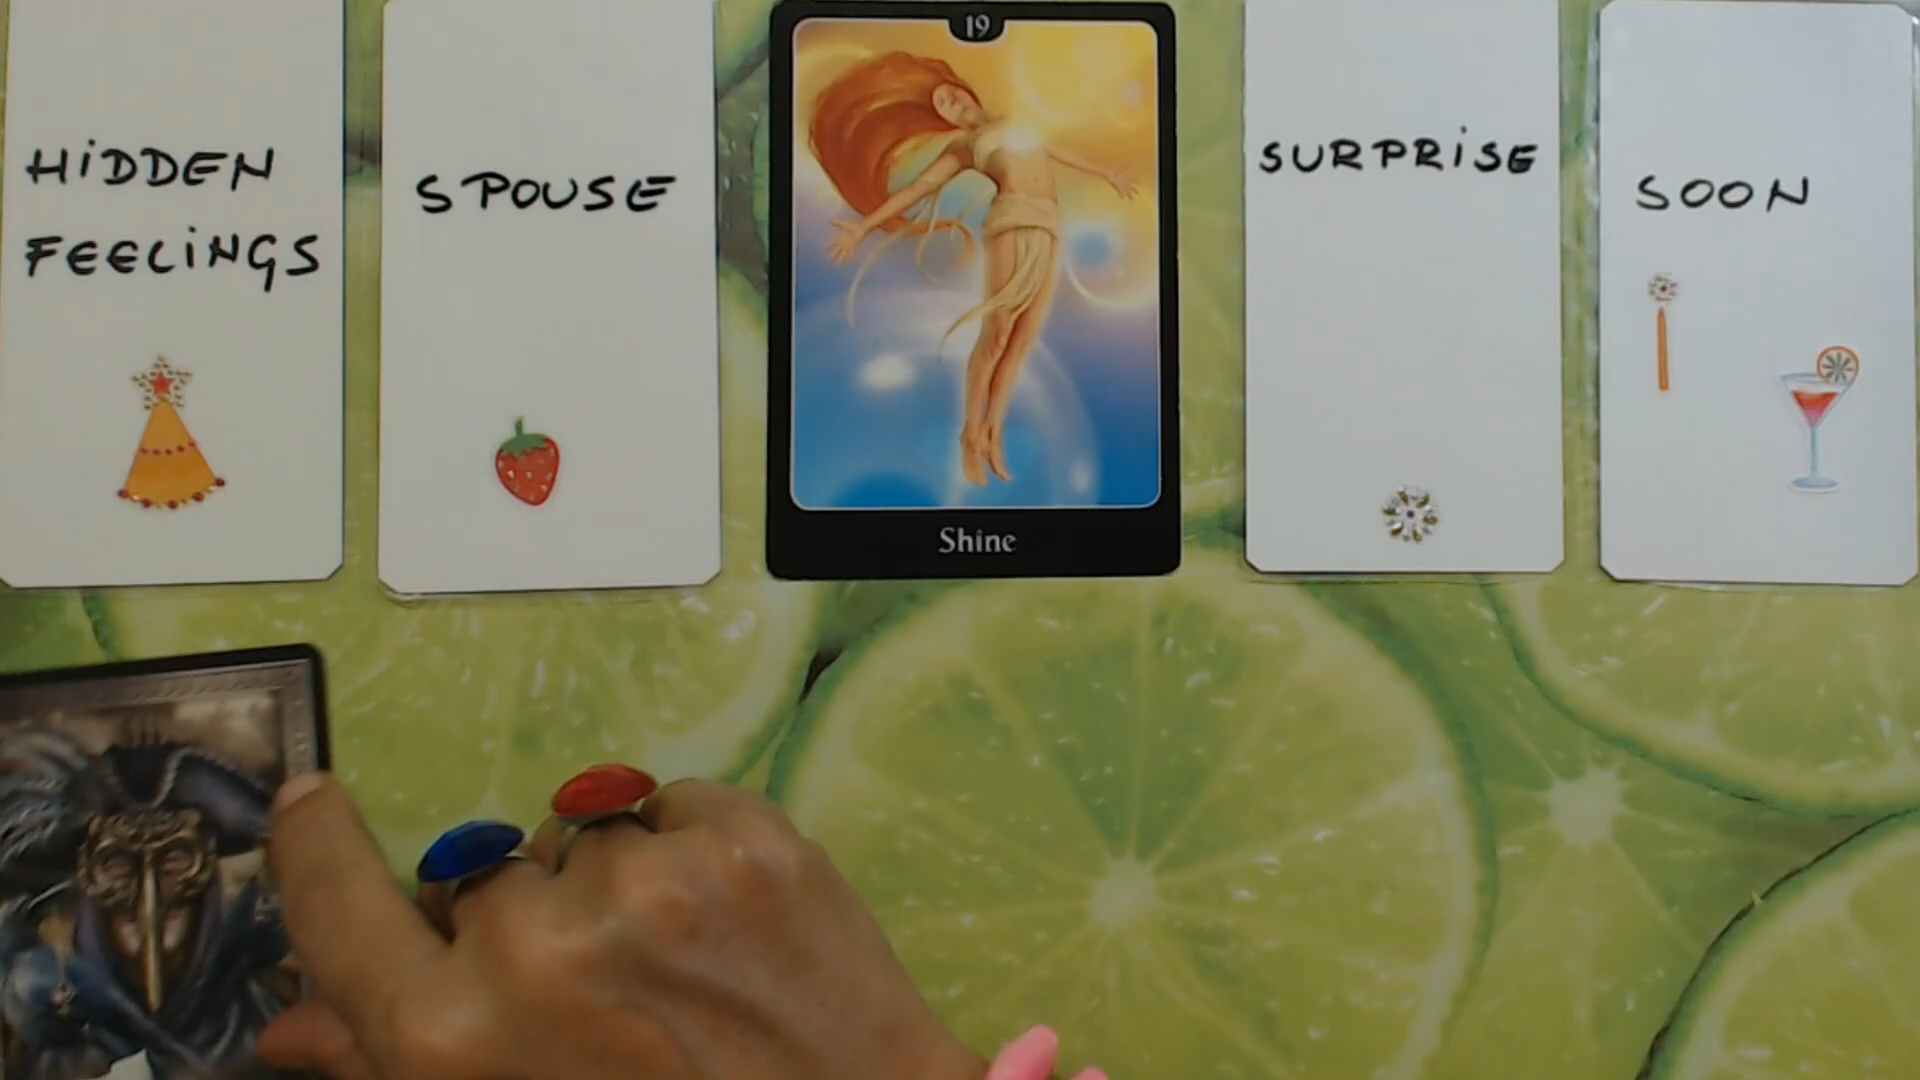 HiDDEN
FEELiNGS
SPOUSE
19
Shine
SURPRiSE
SOON